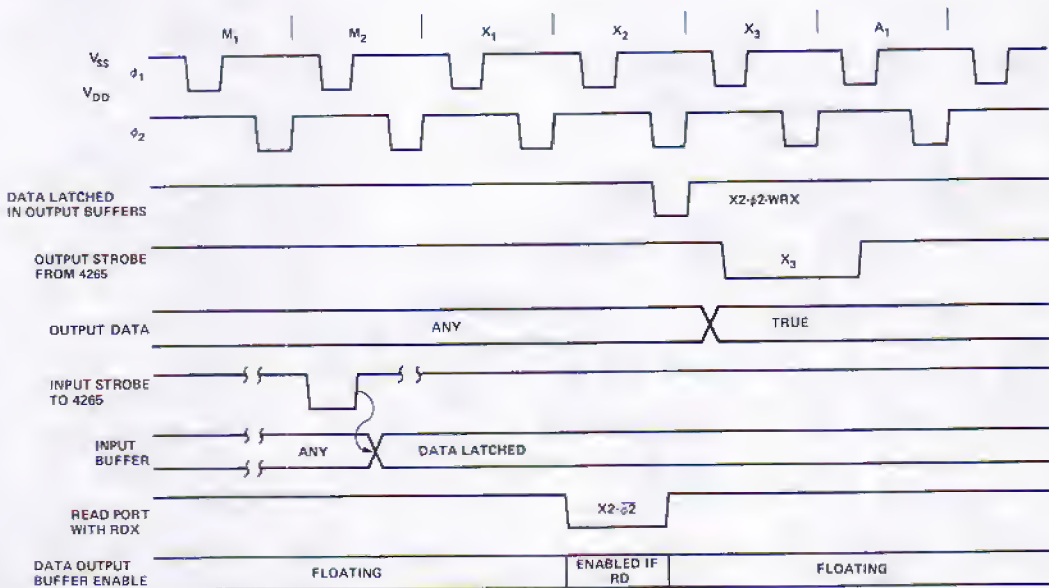 M1 M2 X1 X2 X3 A1
VSS
ϕ1
VDD
ϕ2
DATA LATCHED
IN OUTPUT BUFFERS
X2·ϕ2·WRX
OUTPUT STROBE
FROM 4265
X3
OUTPUT DATA
ANY
TRUE
INPUT STROBE
TO 4265
INPUT
BUFFER
ANY
DATA LATCHED
READ PORT
WITH RDX
X2·ϕ̅2
DATA OUTPUT
BUFFER ENABLE
FLOATING
ENABLED IF
RD
FLOATING